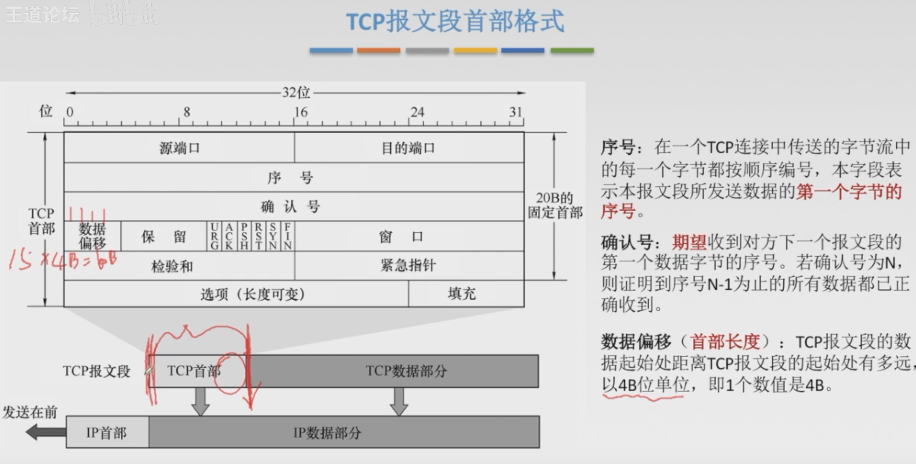 王道论坛
TCP报文段首部格式
32位
位 0 8 16 24 31
源端口 目的端口
序 号
确 认 号
TCP
首部
20B的
固定首部
1111
数据
偏移
保 留
URG
ACK
PSH
RST
SYN
FIN
窗 口
15×4B=60B
检验和 紧急指针
选项（长度可变） 填充
TCP报文段 TCP首部 TCP数据部分
发送在前
IP首部 IP数据部分
序号：在一个TCP连接中传送的字节流中
的每一个字节都按顺序编号，本字段表
示本报文段所发送数据的第一个字节的
序号。
确认号：期望收到对方下一个报文段的
第一个数据字节的序号。若确认号为N，
则证明到序号N-1为止的所有数据都已正
确收到。
数据偏移（首部长度）：TCP报文段的数
据起始处距离TCP报文段的起始处有多远，
以4B位单位，即1个数值是4B。